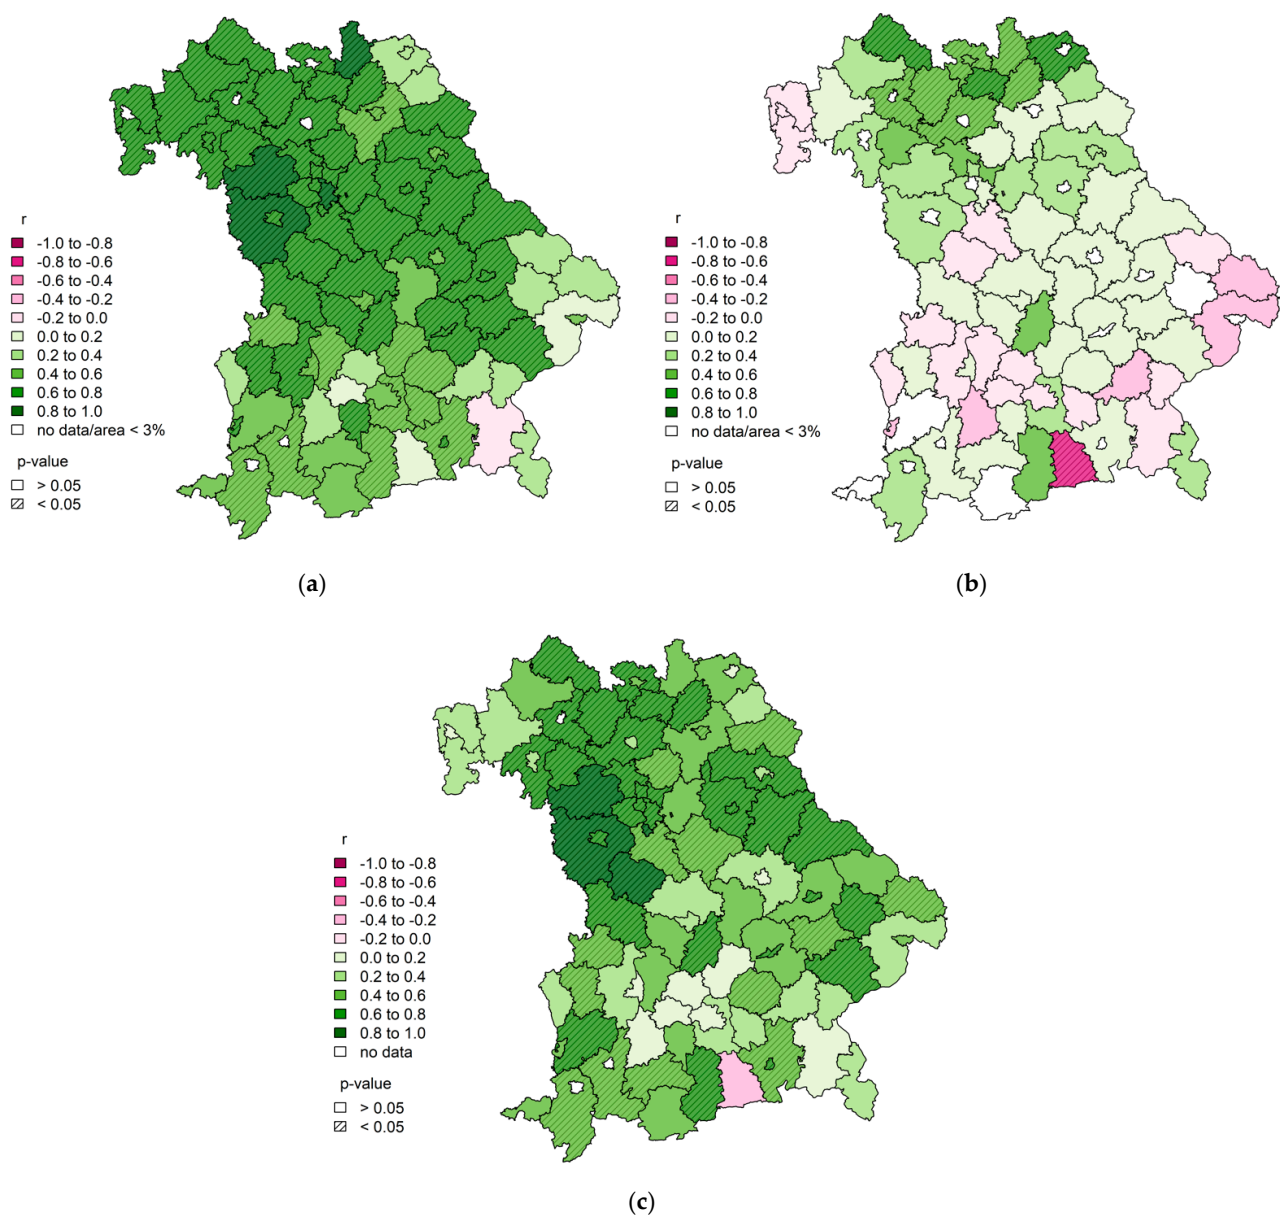 r
-1.0 to -0.8
-0.8 to -0.6
-0.6 to -0.4
-0.4 to -0.2
-0.2 to 0.0
0.0 to 0.2
0.2 to 0.4
0.4 to 0.6
0.6 to 0.8
0.8 to 1.0
no data/area < 3%
p-value
> 0.05
< 0.05
(a)
r
-1.0 to -0.8
-0.8 to -0.6
-0.6 to -0.4
-0.4 to -0.2
-0.2 to 0.0
0.0 to 0.2
0.2 to 0.4
0.4 to 0.6
0.6 to 0.8
0.8 to 1.0
no data/area < 3%
p-value
> 0.05
< 0.05
(b)
r
-1.0 to -0.8
-0.8 to -0.6
-0.6 to -0.4
-0.4 to -0.2
-0.2 to 0.0
0.0 to 0.2
0.2 to 0.4
0.4 to 0.6
0.6 to 0.8
0.8 to 1.0
no data
p-value
> 0.05
< 0.05
(c)